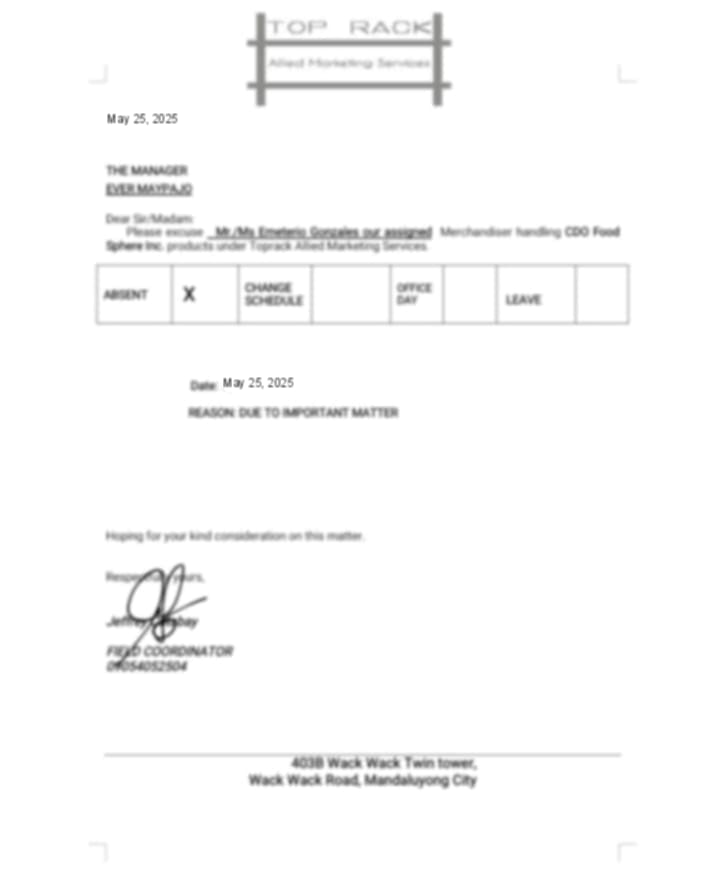 TOP RACK
Allied Marketing Services
May 25, 2025
THE MANAGER
EVER MAYPAJO
Dear Sir/Madam:
Please excuse Mr./Ms Emeterio Gonzales our assigned Merchandiser handling CDO Food
Sphere Inc. products under Toprack Allied Marketing Services.
ABSENT X CHANGE SCHEDULE OFFICE DAY LEAVE
Date: May 25, 2025
REASON: DUE TO IMPORTANT MATTER
Hoping for your kind consideration on this matter.
yours,
Jeffrey
FIELD COORDINATOR
09054052504
403B Wack Wack Twin tower,
Wack Wack Road, Mandaluyong City